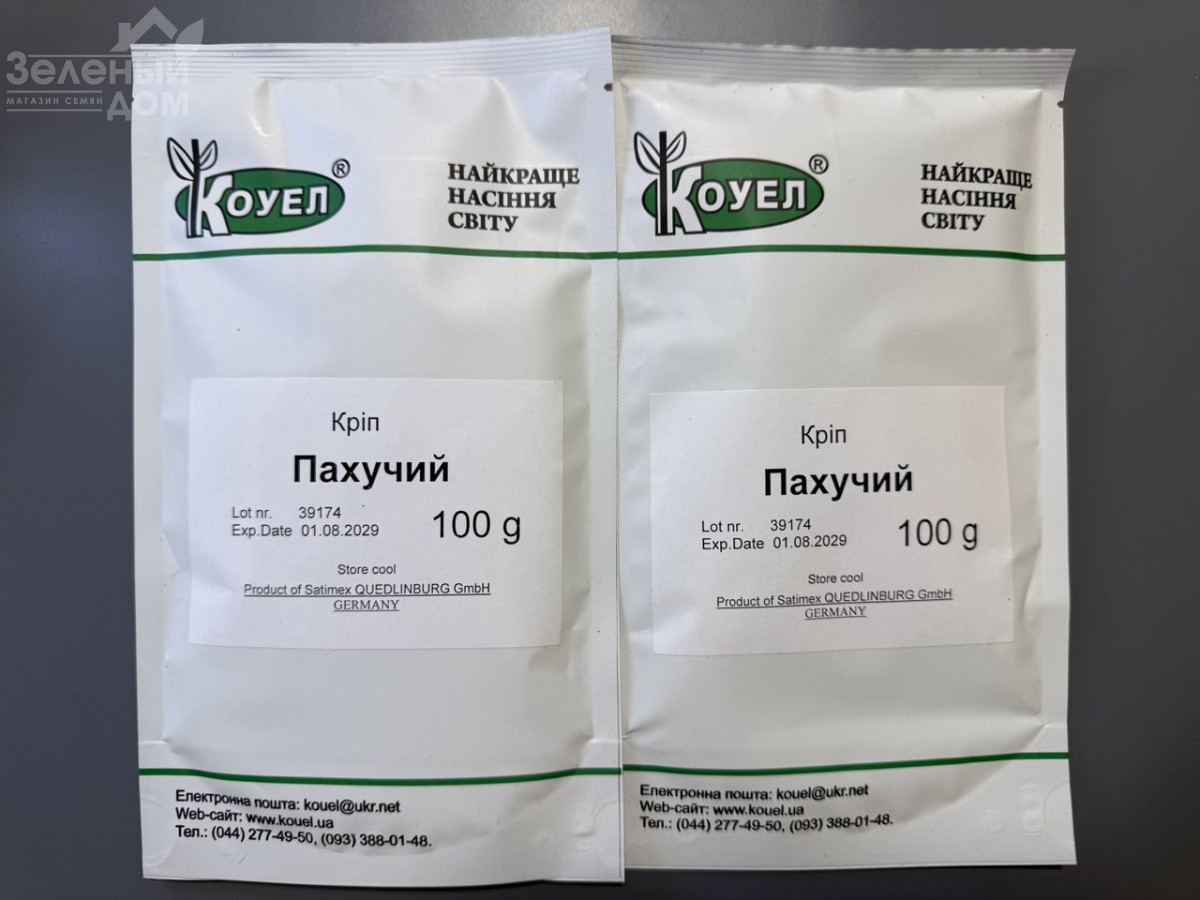 Зеленый
МАГАЗИН СЕМЯН
ДОМ
КОУЕЛ ®
НАЙКРАЩЕ
НАСІННЯ
СВІТУ
Кріп
Пахучий
Lot nr. 39174
Exp.Date 01.08.2029
100 g
Store cool
Product of Satimex QUEDLINBURG GmbH
GERMANY
Електронна пошта: kouel@ukr.net
Web-сайт: www.kouel.ua
Тел.: (044) 277-49-50, (093) 388-01-48.
КОУЕЛ ®
НАЙКРАЩЕ
НАСІННЯ
СВІТУ
Кріп
Пахучий
Lot nr. 39174
Exp.Date 01.08.2029
100 g
Store cool
Product of Satimex QUEDLINBURG GmbH
GERMANY
Електронна пошта: kouel@ukr.net
Web-сайт: www.kouel.ua
Тел.: (044) 277-49-50, (093) 388-01-48.